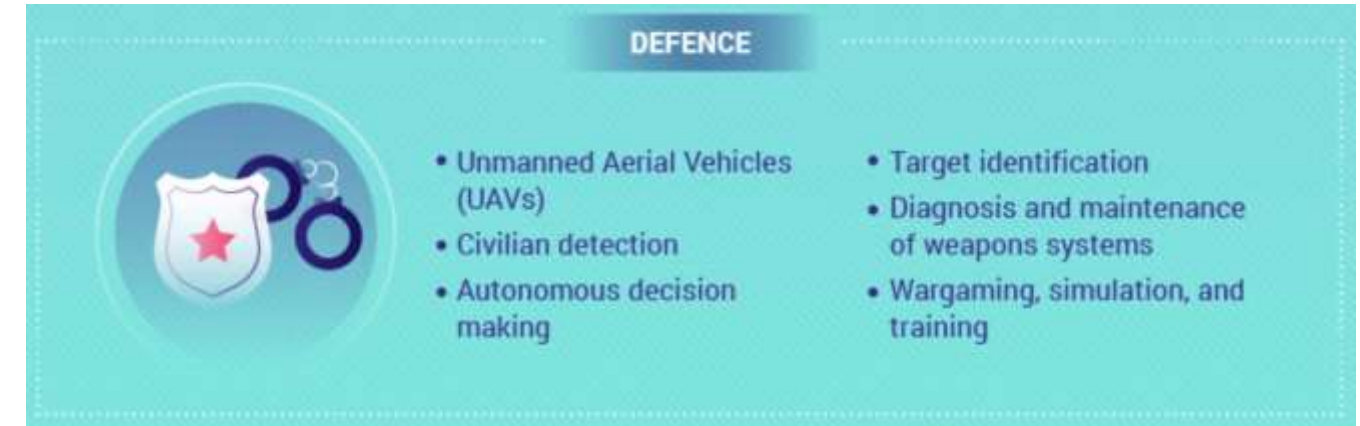 DEFENCE
• Unmanned Aerial Vehicles
(UAVs)
• Civilian detection
• Autonomous decision
making
• Target identification
• Diagnosis and maintenance
of weapons systems
• Wargaming, simulation, and
training